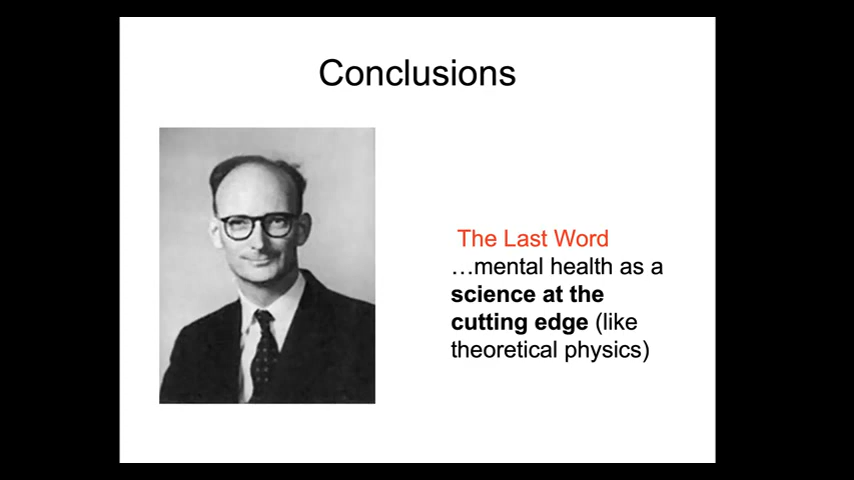 Conclusions
The Last Word
…mental health as a
science at the
cutting edge (like
theoretical physics)